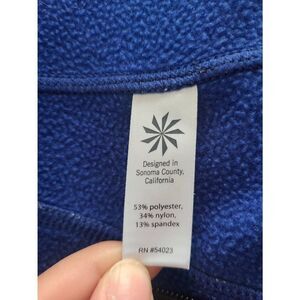 Designed in
Sonoma County,
California
53% polyester,
34% nylon,
13% spandex
RN #54023